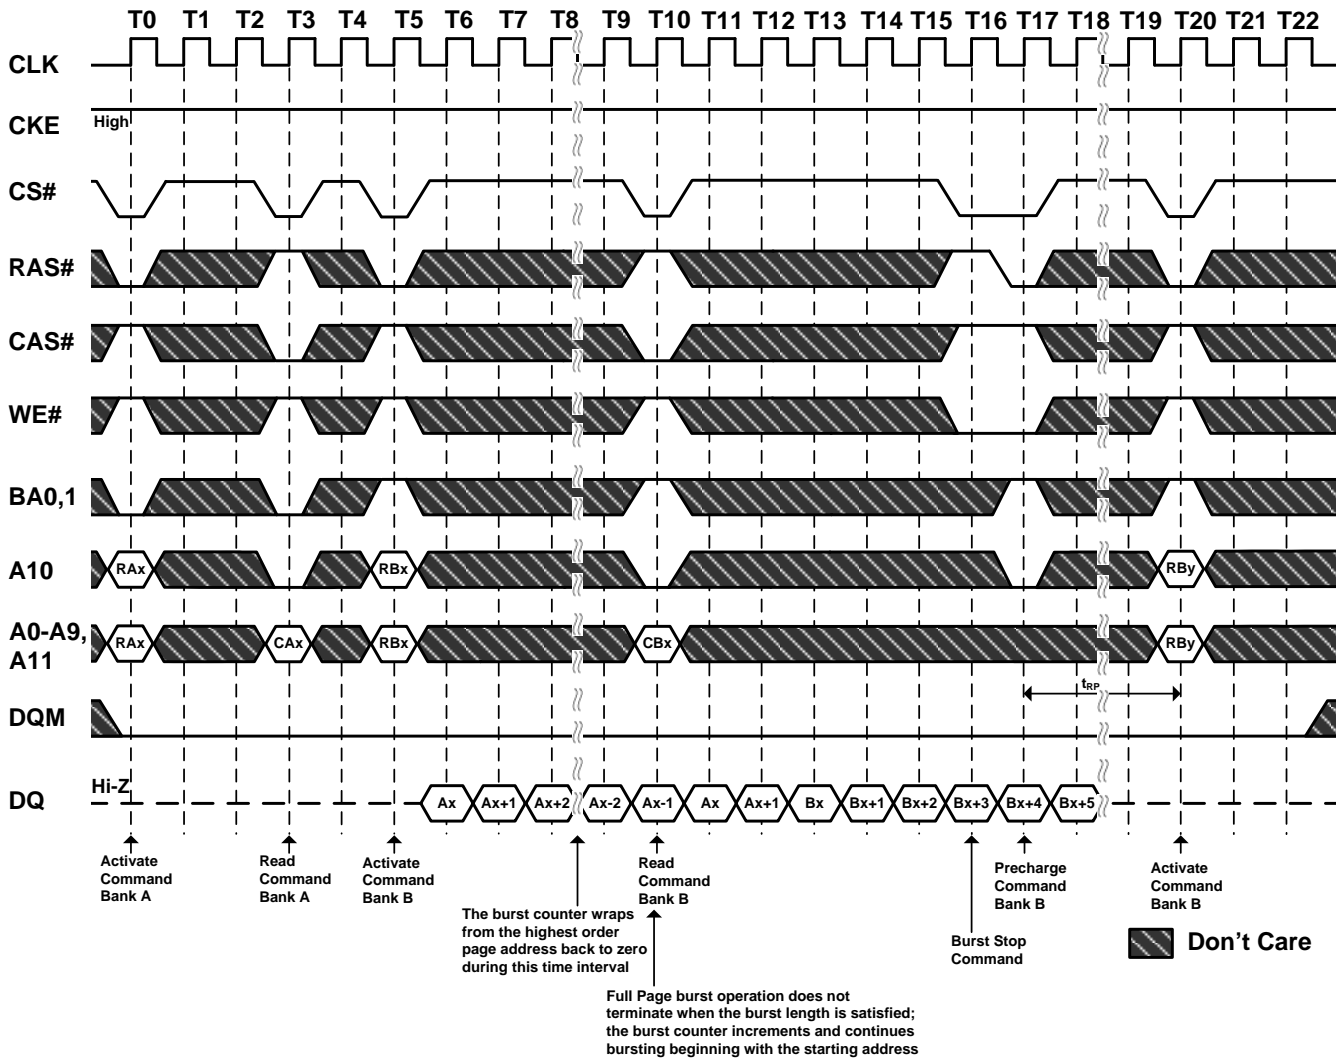 T0 T1 T2 T3 T4 T5 T6 T7 T8 T9 T10 T11 T12 T13 T14 T15 T16 T17 T18 T19 T20 T21 T22
CLK
CKE High
CS#
RAS#
CAS#
WE#
BA0,1
A10 RAx RBx RBy
A0-A9,
A11 RAx CAx RBx CBx RBy
tRP
DQM
DQ Hi-Z Ax Ax+1 Ax+2 Ax-2 Ax-1 Ax Ax+1 Bx Bx+1 Bx+2 Bx+3 Bx+4 Bx+5
Activate
Command
Bank A
Read
Command
Bank A
Activate
Command
Bank B
The burst counter wraps
from the highest order
page address back to zero
during this time interval
Read
Command
Bank B
Full Page burst operation does not
terminate when the burst length is satisfied;
the burst counter increments and continues
bursting beginning with the starting address
Burst Stop
Command
Precharge
Command
Bank B
Activate
Command
Bank B
Don't Care